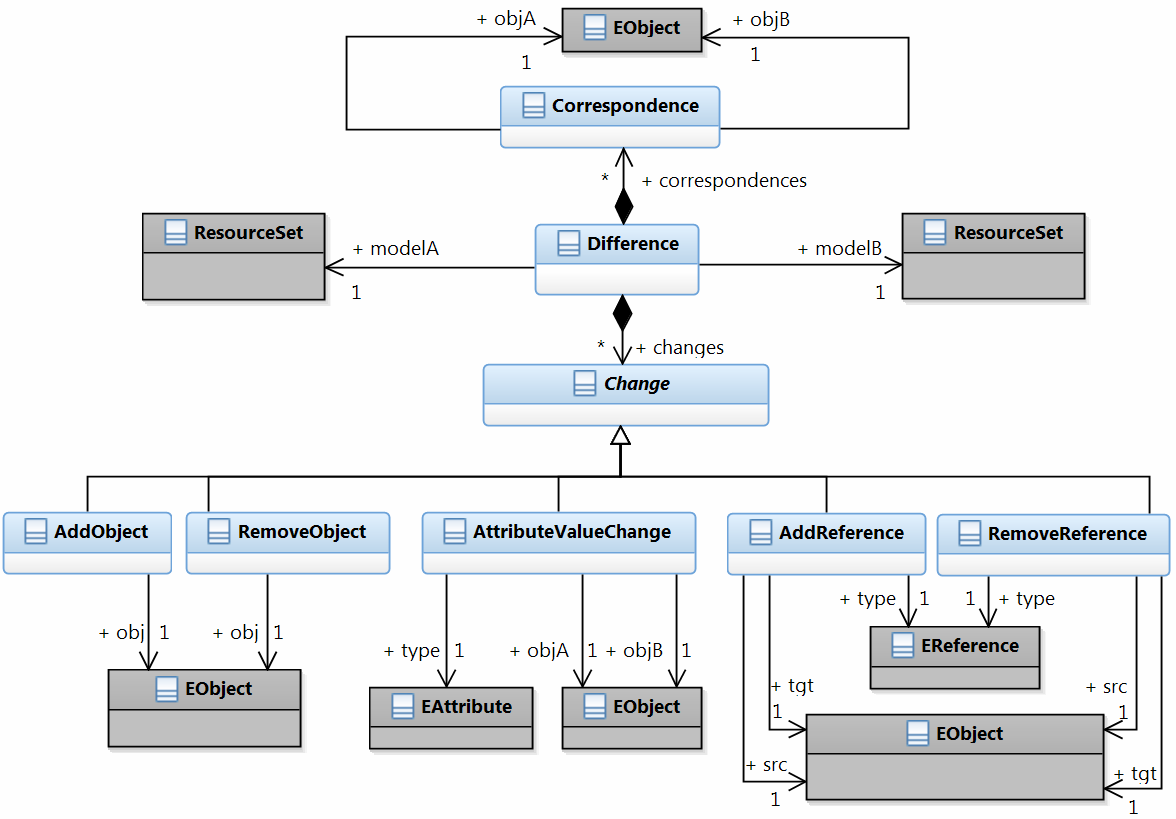 + objA
EObject
+ objB
1
1
Correspondence
*
+ correspondences
ResourceSet
+ modelA
1
Difference
+ modelB
1
ResourceSet
*
+ changes
Change
AddObject
RemoveObject
AttributeValueChange
AddReference
RemoveReference
+ obj
1
+ obj
1
+ type
1
+ objA
1
+ objB
1
+ type
1
1
+ type
EObject
EAttribute
EObject
EReference
+ tgt
1
+ src
1
EObject
+ src
1
+ tgt
1